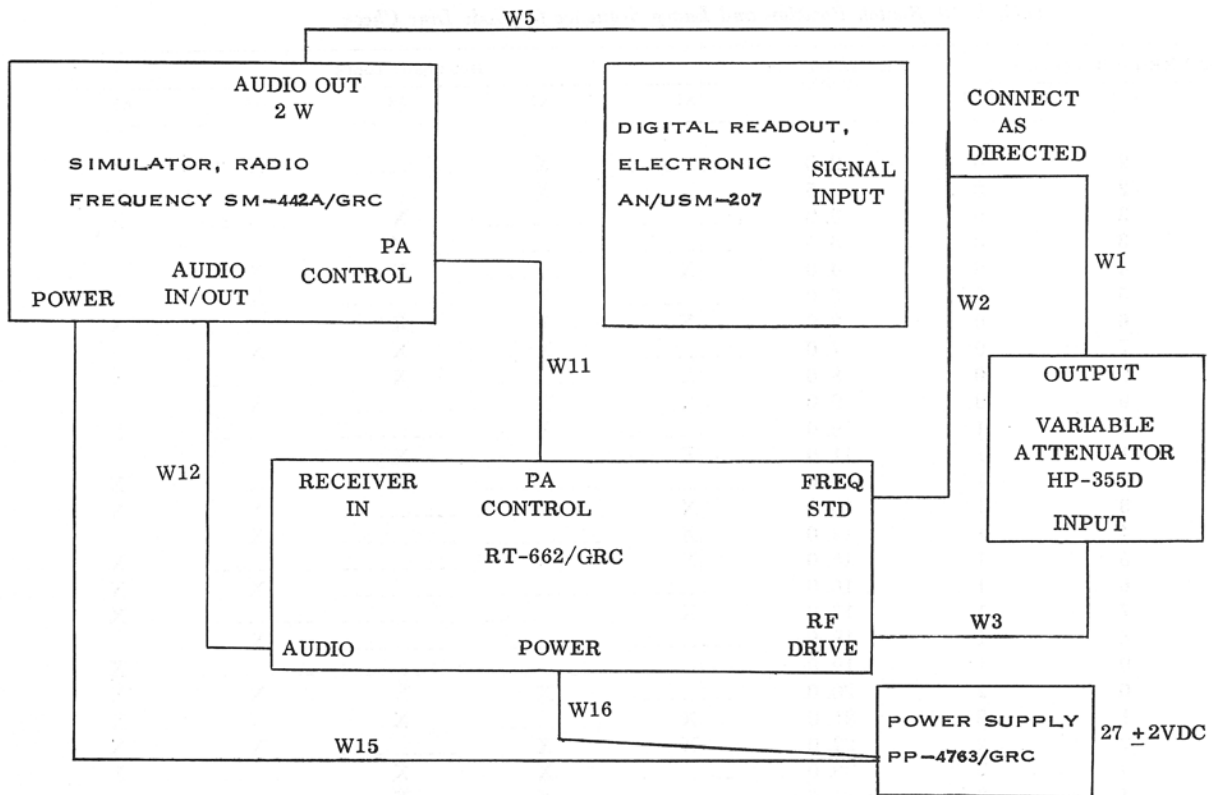 W5
AUDIO OUT
2 W
SIMULATOR, RADIO
FREQUENCY SM-442A/GRC
PA
CONTROL
AUDIO
IN/OUT
POWER
DIGITAL READOUT,
ELECTRONIC
AN/USM-207
SIGNAL
INPUT
CONNECT
AS
DIRECTED
W1
W2
W11
W12
OUTPUT
VARIABLE
ATTENUATOR
HP-355D
INPUT
RECEIVER
IN
PA
CONTROL
FREQ
STD
RT-662/GRC
AUDIO
POWER
RF
DRIVE
W3
W16
W15
POWER SUPPLY
PP-4763/GRC
27 ±2VDC